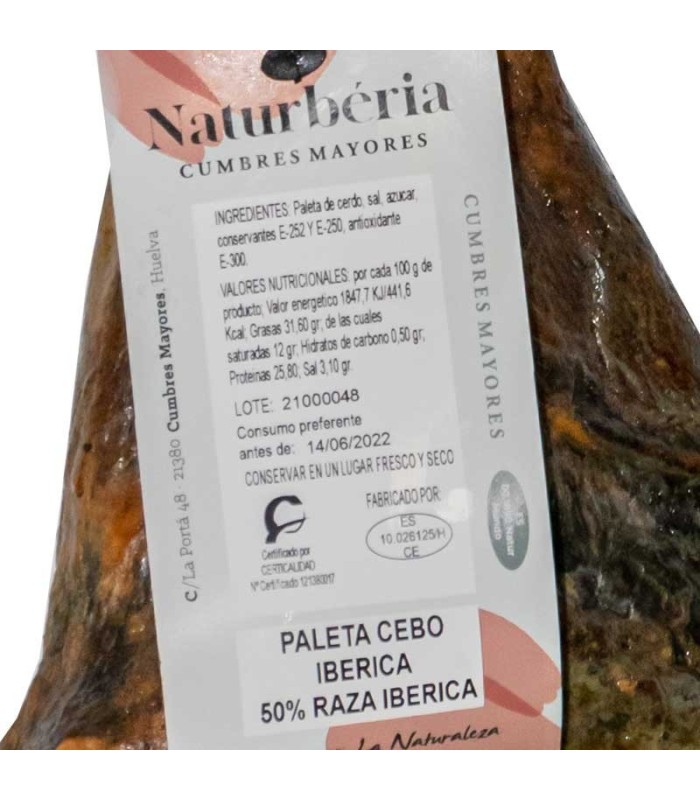 Naturbéria
CUMBRES MAYORES
INGREDIENTES: Paleta de cerdo, sal, azucar,
conservantes E-252 Y E-250, antioxidante
E-300.
VALORES NUTRICIONALES: por cada 100 g de
producto; Valor energetico 1847,7 KJ/441,6
Kcal; Grasas 31,60 gr; de las cuales
saturadas 12 gr; Hidratos de carbono 0,50 gr;
Proteinas 25,80; Sal 3,10 gr.
LOTE: 21000048
Consumo preferente
antes de: 14/06/2022
CONSERVAR EN UN LUGAR FRESCO Y SECO
Certificado por
CERTICALIDAD
Nº Certificado 121380017
FABRICADO POR:
ES
10.026125/H
CE
PALETA CEBO
IBERICA
50% RAZA IBERICA
La Naturaleza
C/La Portá 48 · 21380 Cumbres Mayores, Huelva
CUMBRES MAYORES